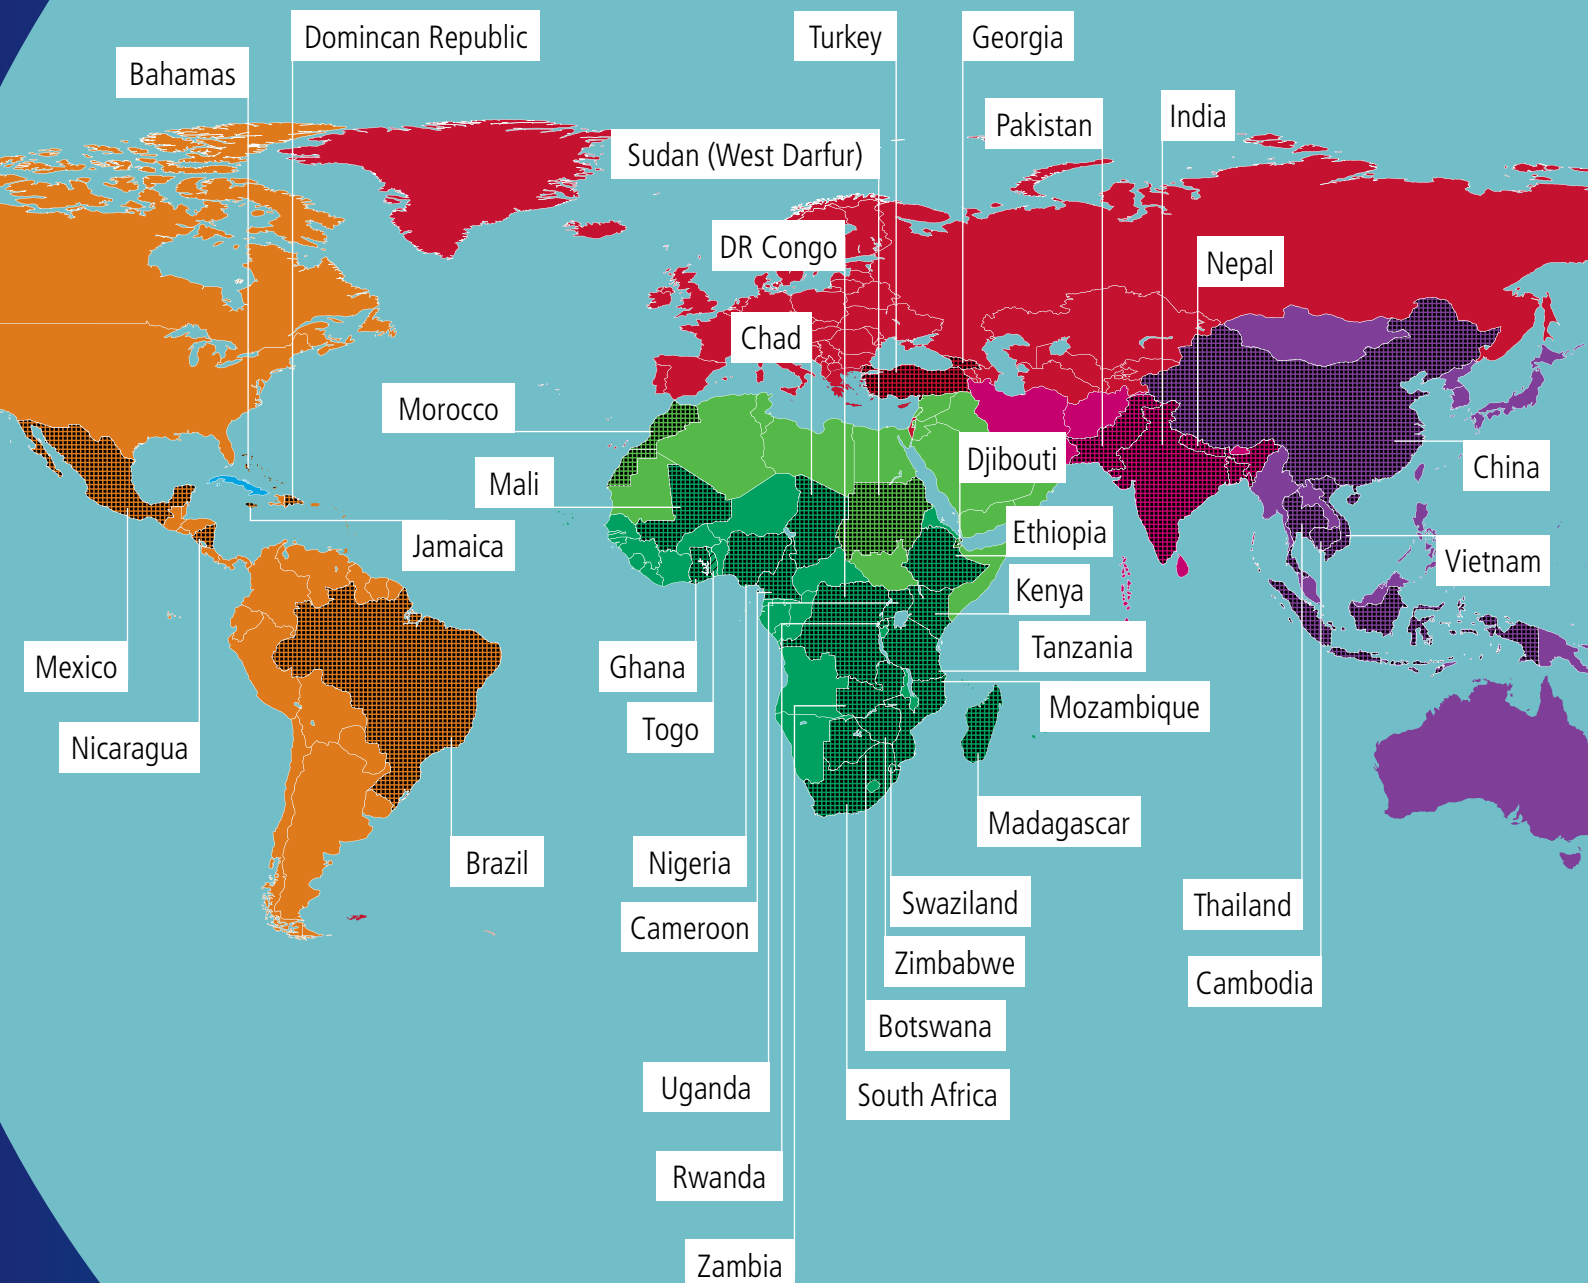 Domincan Republic
Turkey
Georgia
Bahamas
Pakistan
India
Sudan (West Darfur)
DR Congo
Nepal
Chad
Morocco
Djibouti
China
Mali
Ethiopia
Jamaica
Vietnam
Kenya
Tanzania
Mexico
Ghana
Mozambique
Togo
Nicaragua
Madagascar
Brazil
Nigeria
Swaziland
Thailand
Cameroon
Zimbabwe
Cambodia
Botswana
Uganda
South Africa
Rwanda
Zambia